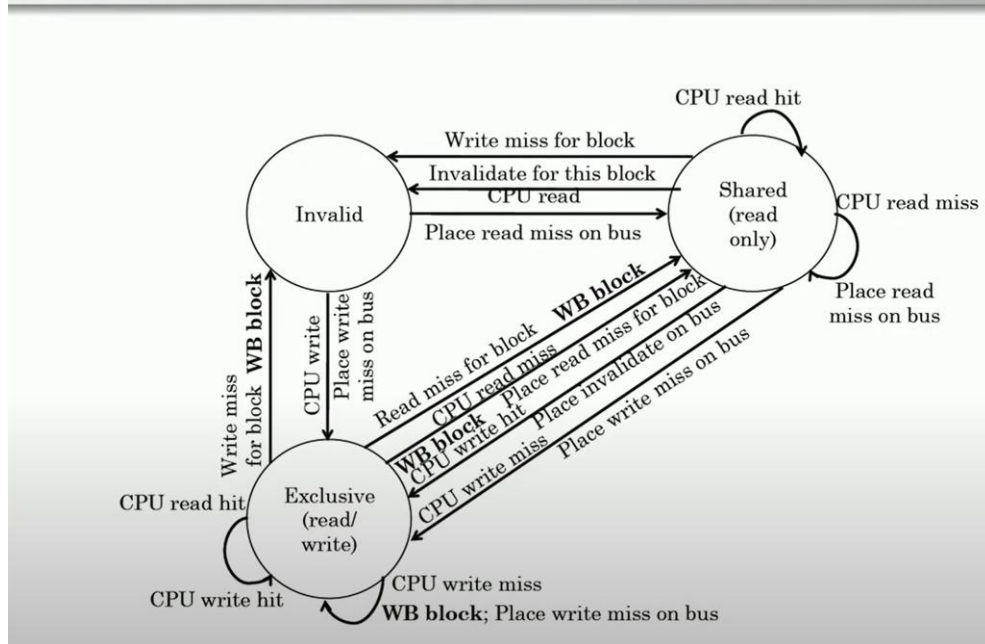 CPU read hit
Write miss for block
Invalidate for this block
CPU read
Place read miss on bus
Invalid
Shared
(read
only)
CPU read miss
Place read
miss on bus
Write miss
for block WB block
CPU write
Place write
miss on bus
Read miss for block WB block
CPU read miss
WB block Place read miss for block
CPU write hit
Place invalidate on bus
CPU write miss
Place write miss on bus
CPU read hit
Exclusive
(read/
write)
CPU write hit
CPU write miss
WB block; Place write miss on bus